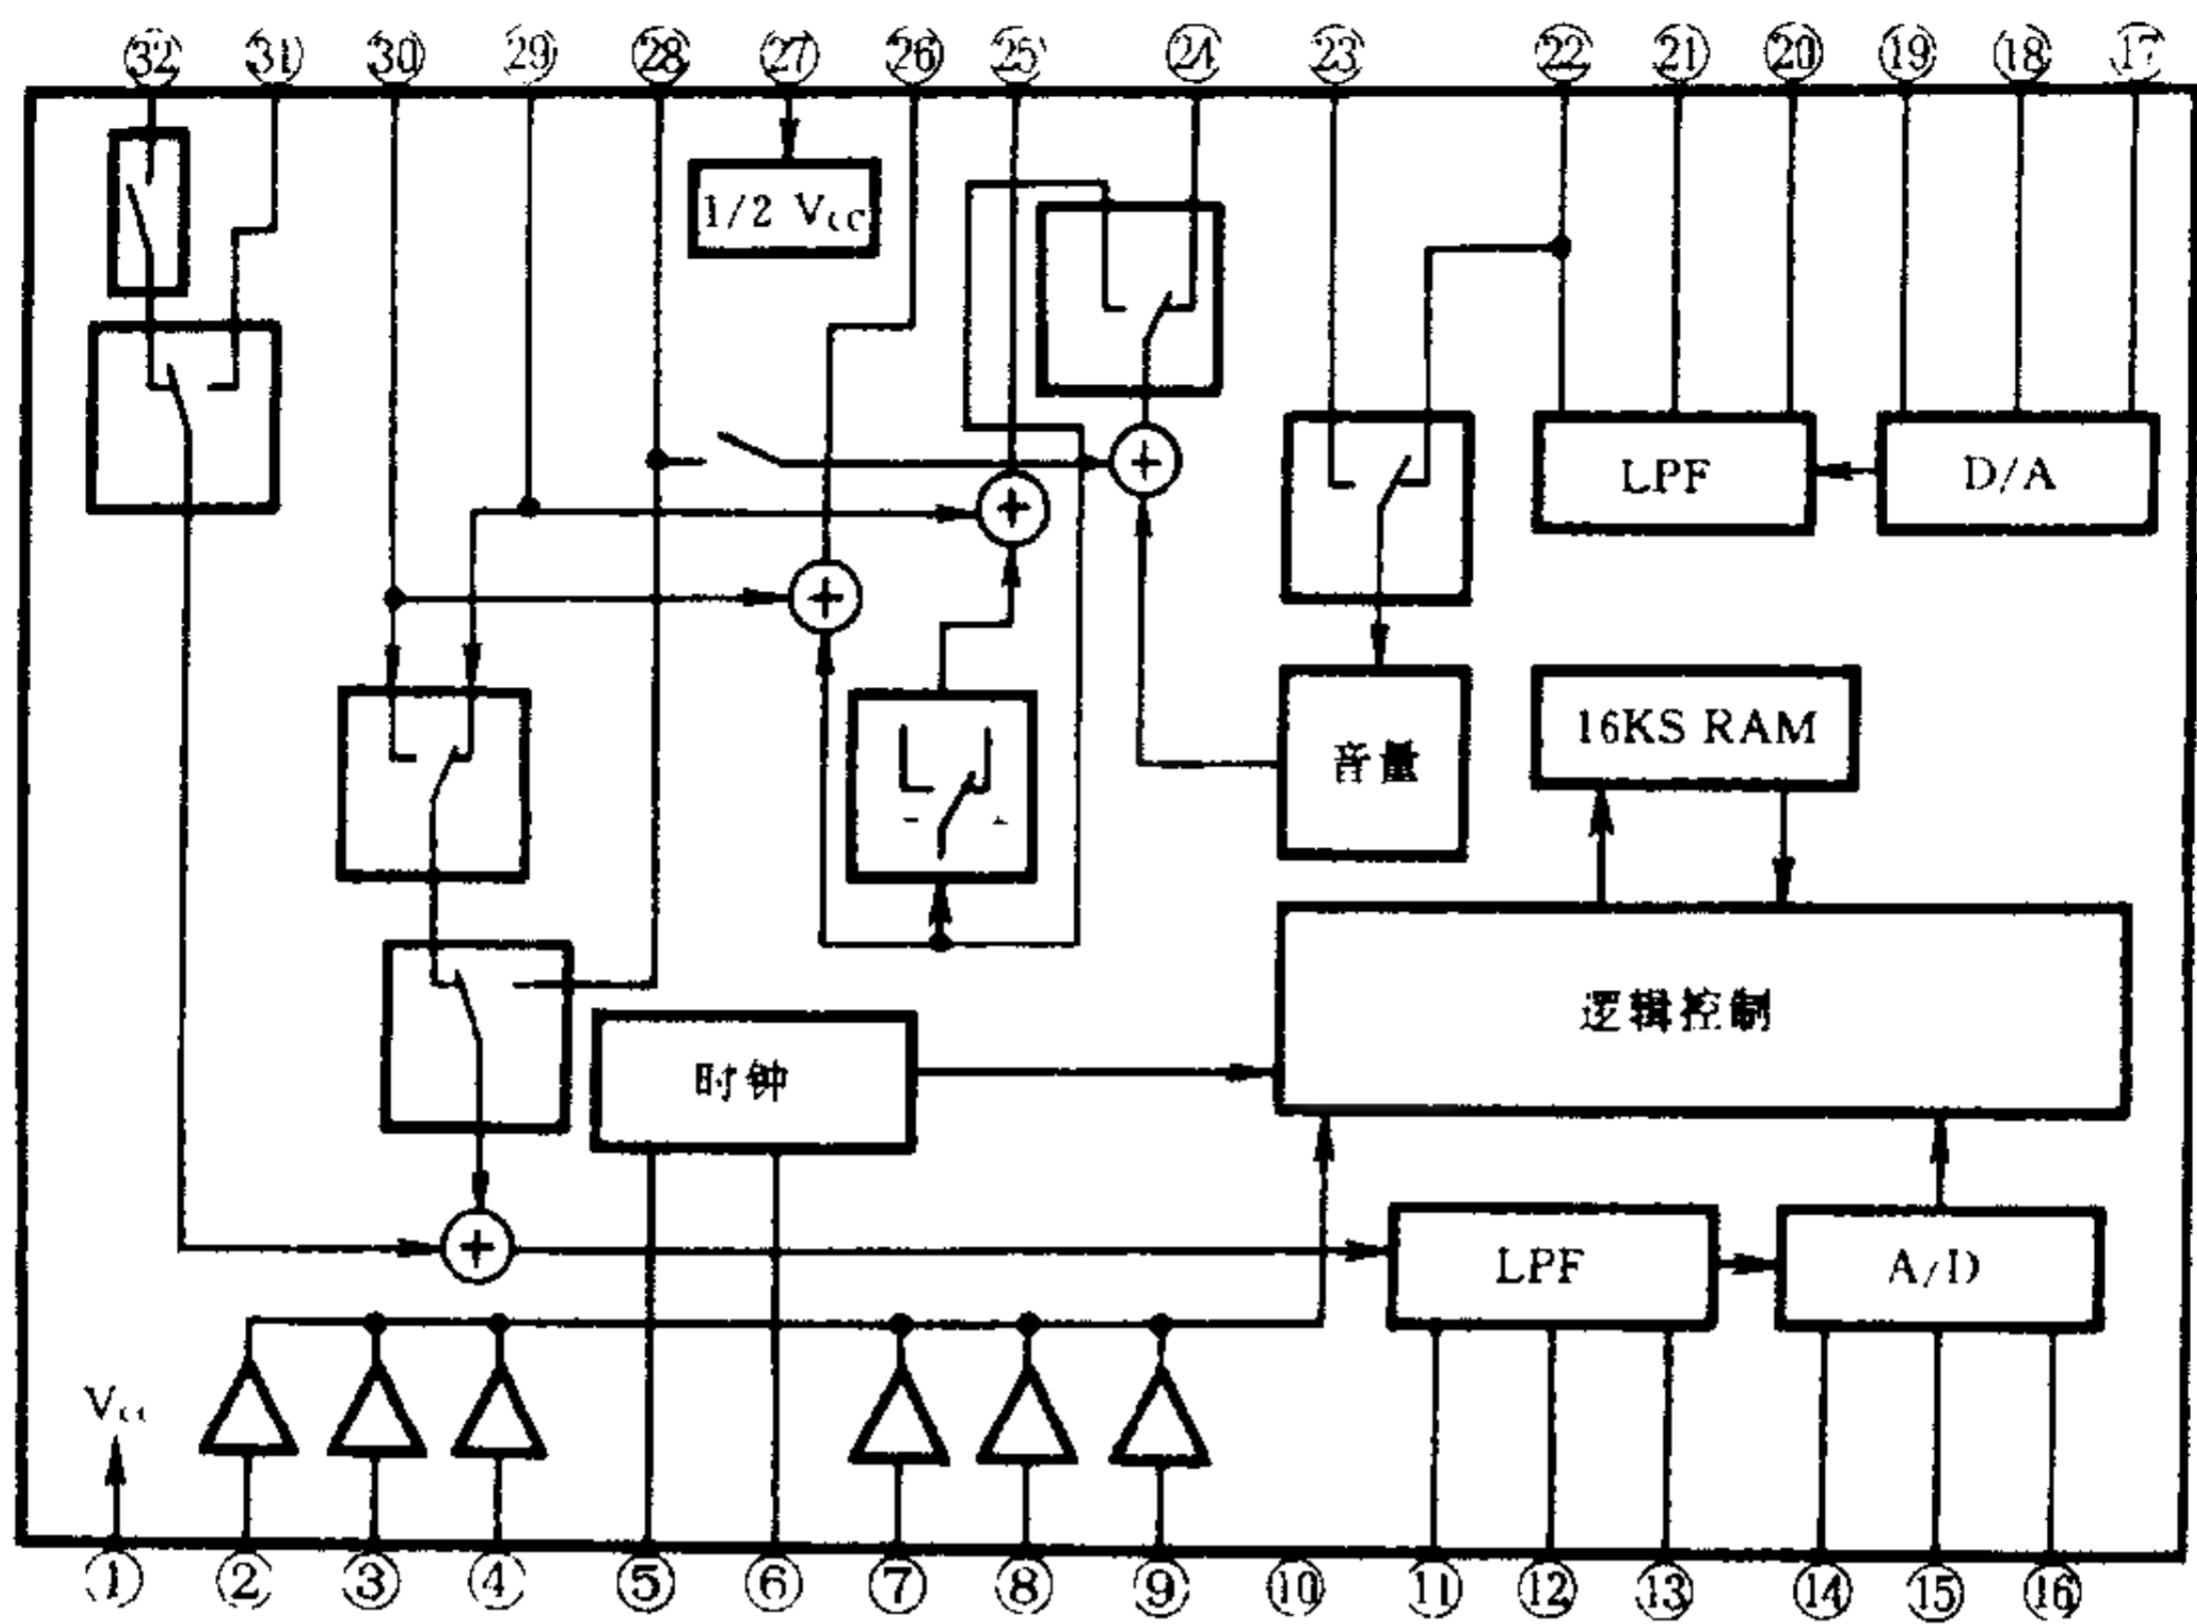 ㉜ ㉛ ㉚ ㉙ ㉘ ㉗ ㉖ ㉕ ㉔ ㉓ ㉒ ㉑ ⑳ ⑲ ⑱ ⑰
1/2 VCC
+
LPF
D/A
+
+
16KS RAM
音量
- +
逻辑控制
时钟
+
LPF
A/D
VCC
① ② ③ ④ ⑤ ⑥ ⑦ ⑧ ⑨ ⑩ ⑪ ⑫ ⑬ ⑭ ⑮ ⑯